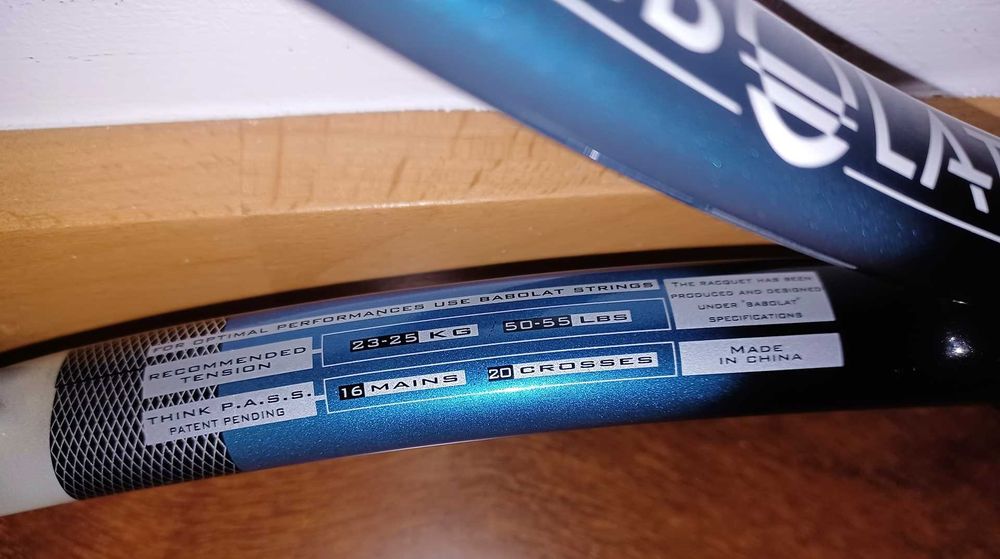 FOR OPTIMAL PERFORMANCES USE BABOLAT STRINGS
RECOMMENDED
TENSION
23-25 KG
50-55 LBS
THINK P.A.S.S.
PATENT PENDING
16 MAINS
20 CROSSES
THE RACQUET HAS BEEN
PRODUCED AND DESIGNED
UNDER "BABOLAT"
SPECIFICATIONS
MADE
IN CHINA